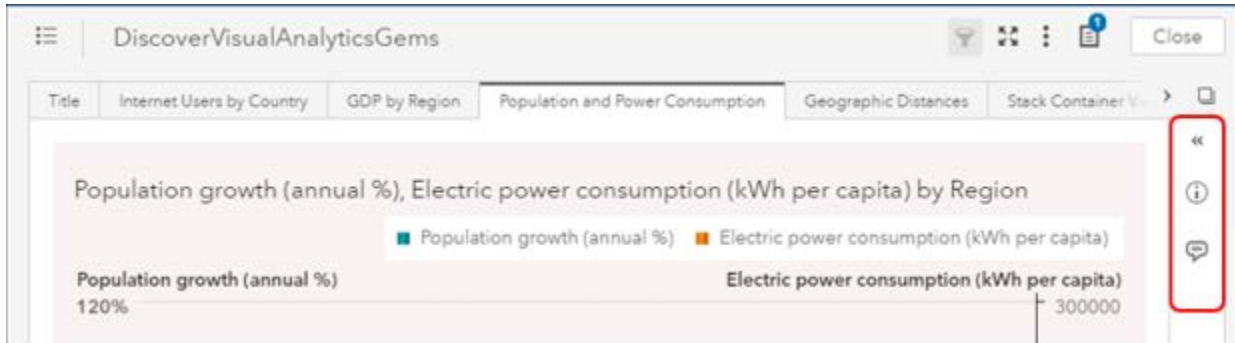 DiscoverVisualAnalyticsGems 1 Close
Title Internet Users by Country GDP by Region Population and Power Consumption Geographic Distances Stack Container
Population growth (annual %), Electric power consumption (kWh per capita) by Region
Population growth (annual %) Electric power consumption (kWh per capita)
Population growth (annual %) Electric power consumption (kWh per capita)
120% 300000